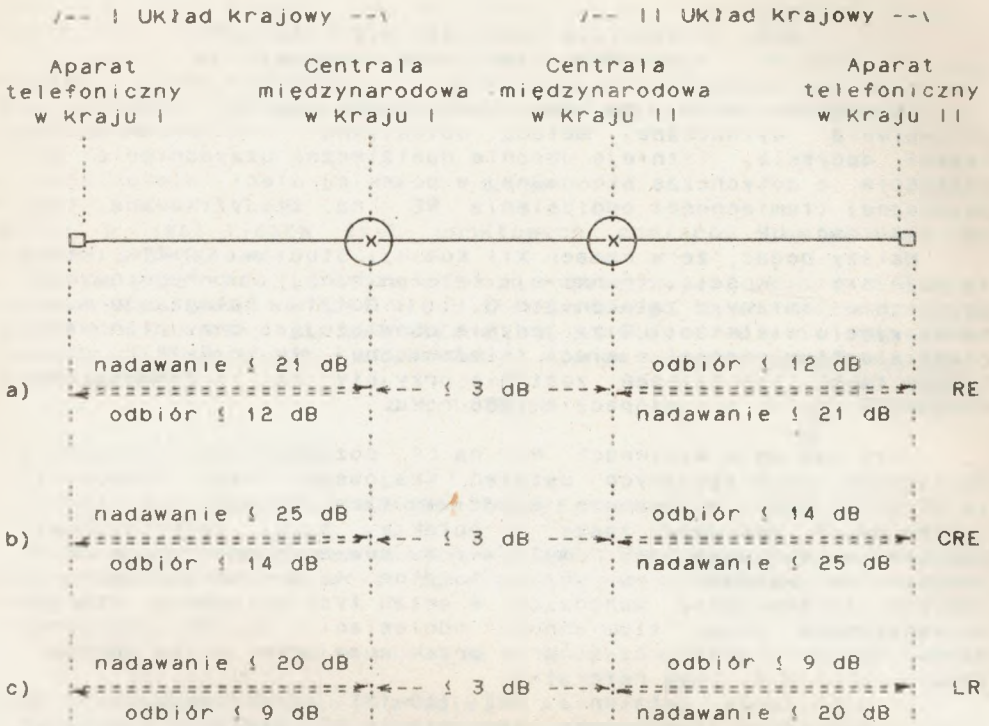 /-- I Układ Krajowy --\ /-- II Układ Krajowy --\
Aparat Centrala Centrala Aparat
telefoniczny międzynarodowa międzynarodowa telefoniczny
w Kraju I w Kraju I w Kraju II w Kraju II
nadawanie ≤ 21 dB odbiór ≤ 12 dB
a) ≤ 3 dB RE
odbiór ≤ 12 dB nadawanie ≤ 21 dB
nadawanie ≤ 25 dB odbiór ≤ 14 dB
b) ≤ 3 dB CRE
odbiór ≤ 14 dB nadawanie ≤ 25 dB
nadawanie ≤ 20 dB odbiór ≤ 9 dB
c) ≤ 3 dB LR
odbiór ≤ 9 dB nadawanie ≤ 20 dB